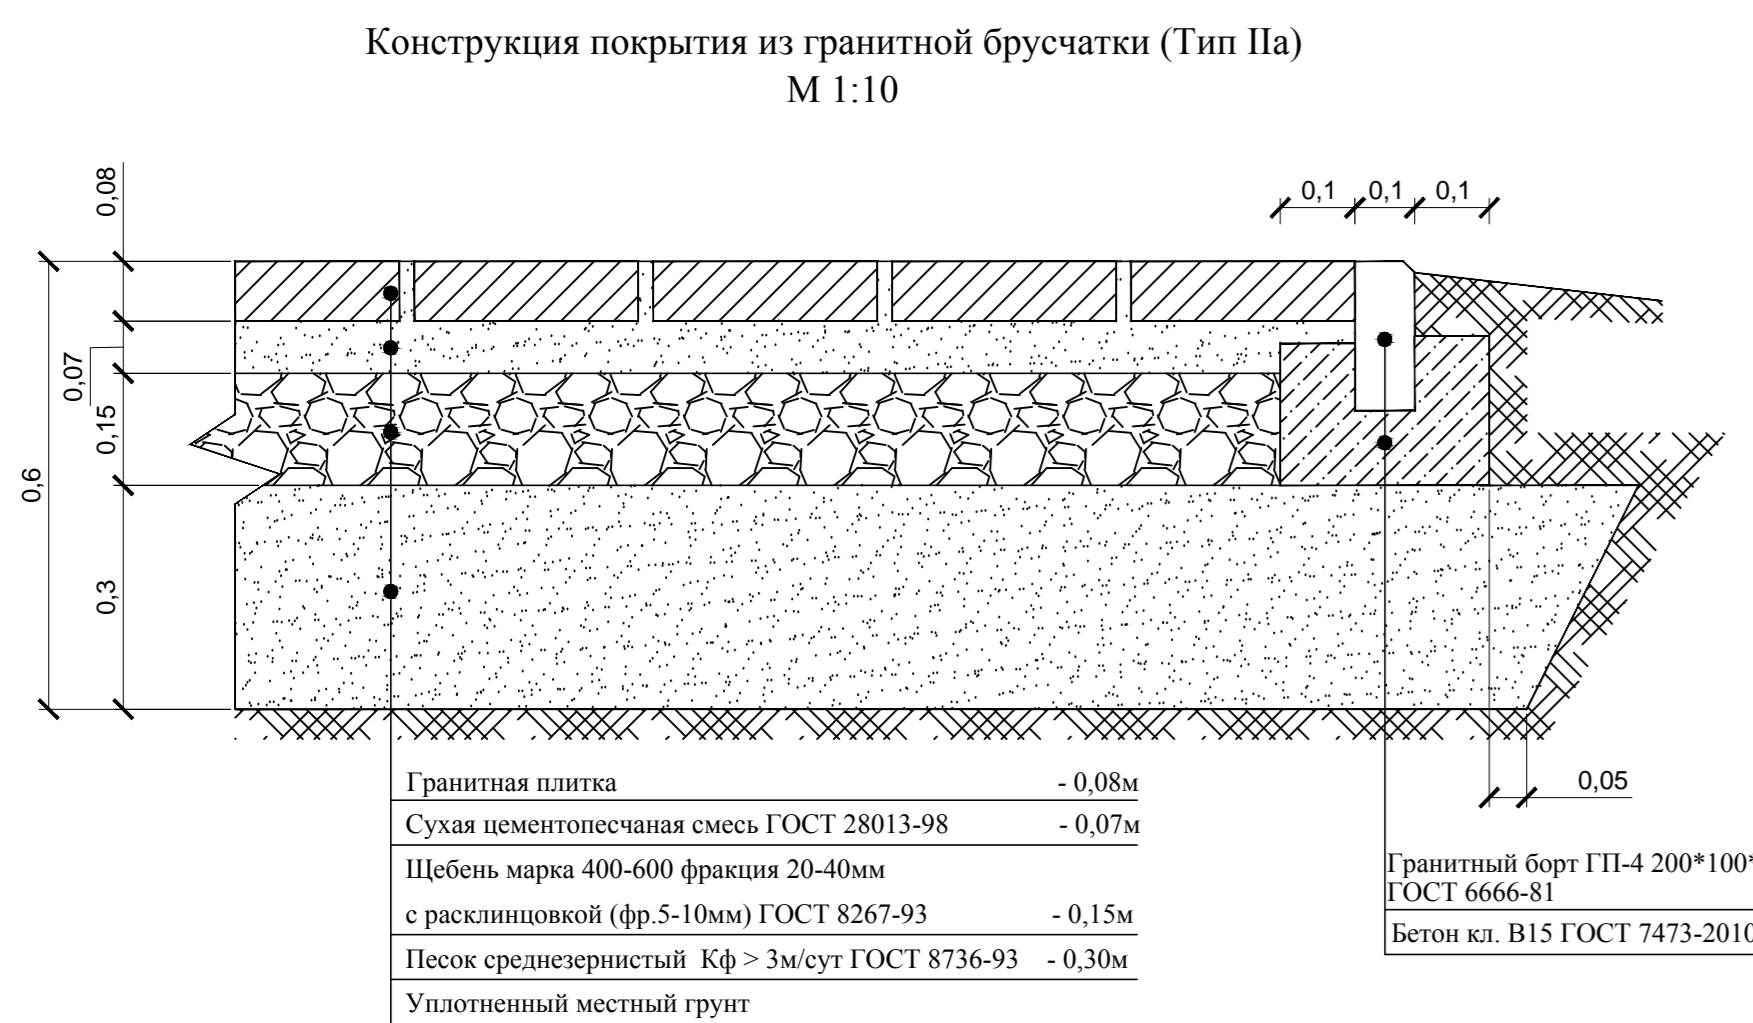 Конструкция покрытия из гранитной брусчатки (Тип IIа)
М 1:10
0,08
0,1 0,1 0,1
0,07
0,15
0,6
0,3
0,05
Гранитная плитка - 0,08м
Сухая цементопесчаная смесь ГОСТ 28013-98 - 0,07м
Щебень марка 400-600 фракция 20-40мм
с расклинцовкой (фр.5-10мм) ГОСТ 8267-93 - 0,15м
Песок среднезернистый Кф > 3м/сут ГОСТ 8736-93 - 0,30м
Уплотненный местный грунт
Гранитный борт ГП-4 200*100*
ГОСТ 6666-81
Бетон кл. В15 ГОСТ 7473-2010